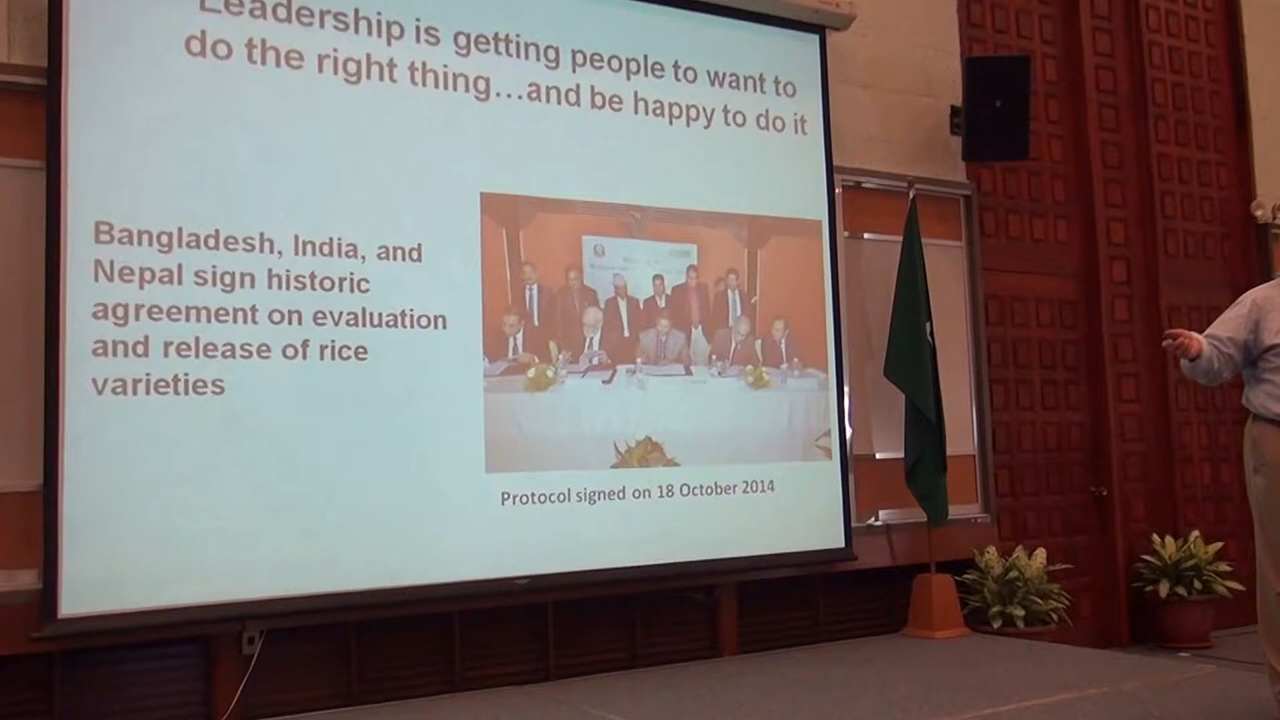 Leadership is getting people to want to
do the right thing...and be happy to do it
Bangladesh, India, and
Nepal sign historic
agreement on evaluation
and release of rice
varieties
Protocol signed on 18 October 2014